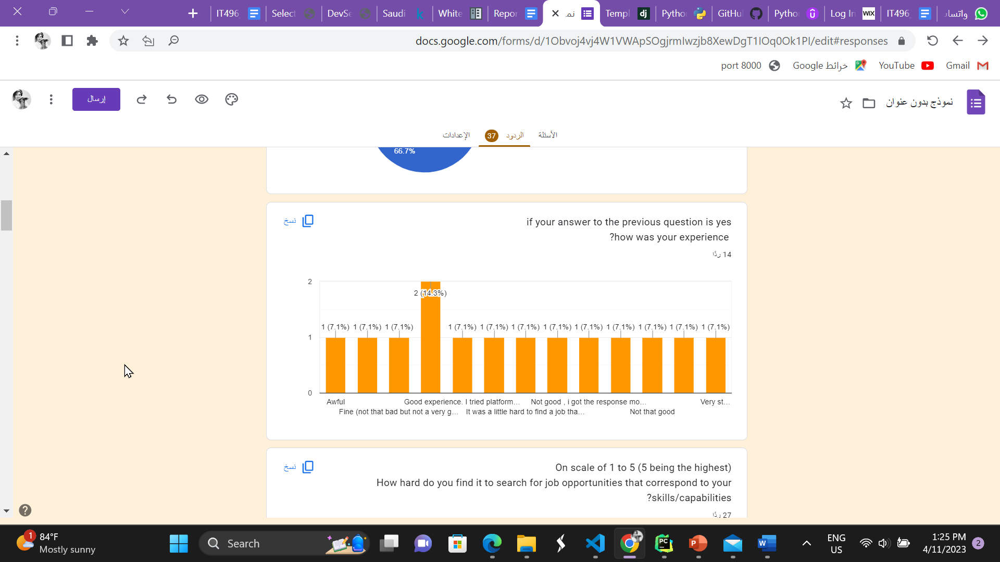 IT496_
Select
DevSe
Saudi
White
Repor
نمـ
Templ
Pytho
GitHu
Pytho
Log In
IT496_
واتساب
docs.google.com/forms/d/1Obvoj4vj4W1VWApSOgjrmIwzjb8XewDgT1IOq0Ok1PI/edit#responses
port 8000
خرائط Google
YouTube
Gmail
إرسال
نموذج بدون عنوان
الأسئلة
الردود 37
الإعدادات
66.7%
نسخ
if your answer to the previous question is yes
?how was your experience
14 ردًا
2
1
0
1 (7.1%) 1 (7.1%) 1 (7.1%) 2 (14.3%) 1 (7.1%) 1 (7.1%) 1 (7.1%) 1 (7.1%) 1 (7.1%) 1 (7.1%) 1 (7.1%) 1 (7.1%) 1 (7.1%)
Awful
Fine (not that bad but not a very g…
Good experience. I tried platform…
It was a little hard to find a job tha…
Not good , i got the response mo…
Not that good
Very st…
نسخ
On scale of 1 to 5 (5 being the highest)
How hard do you find it to search for job opportunities that correspond to your
?skills/capabilities
27 ردًا
1
84°F
Mostly sunny
Search
ENG
US
1:25 PM
4/11/2023
2